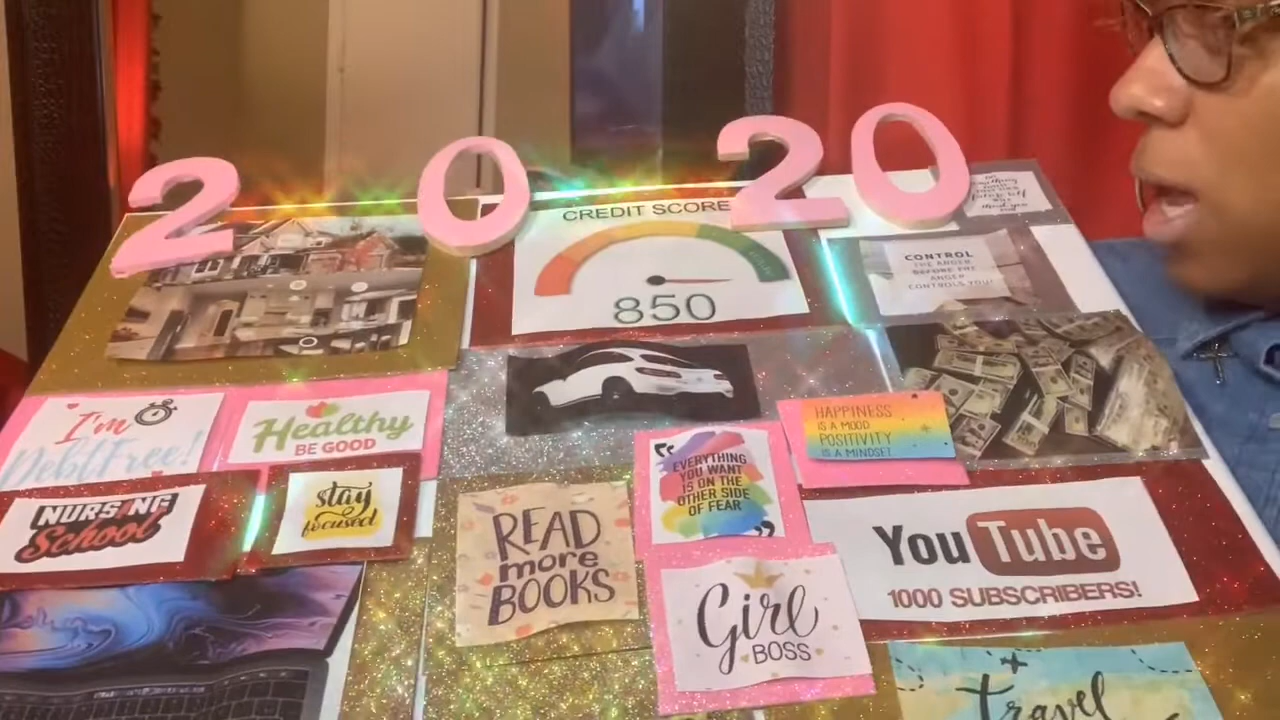 2020
CREDIT SCORE
850
CONTROL
THE ANGER
BEFORE THE
ANGER
CONTROLS YOU!
I'm
Debt Free!
Healthy
BE GOOD
HAPPINESS
IS A MOOD
POSITIVITY
IS A MINDSET
NURSING
School
stay
focused
EVERYTHING
YOU WANT
IS ON THE
OTHER SIDE
OF FEAR
READ
more
BOOKS
YouTube
1000 SUBSCRIBERS!
Girl
BOSS
travel